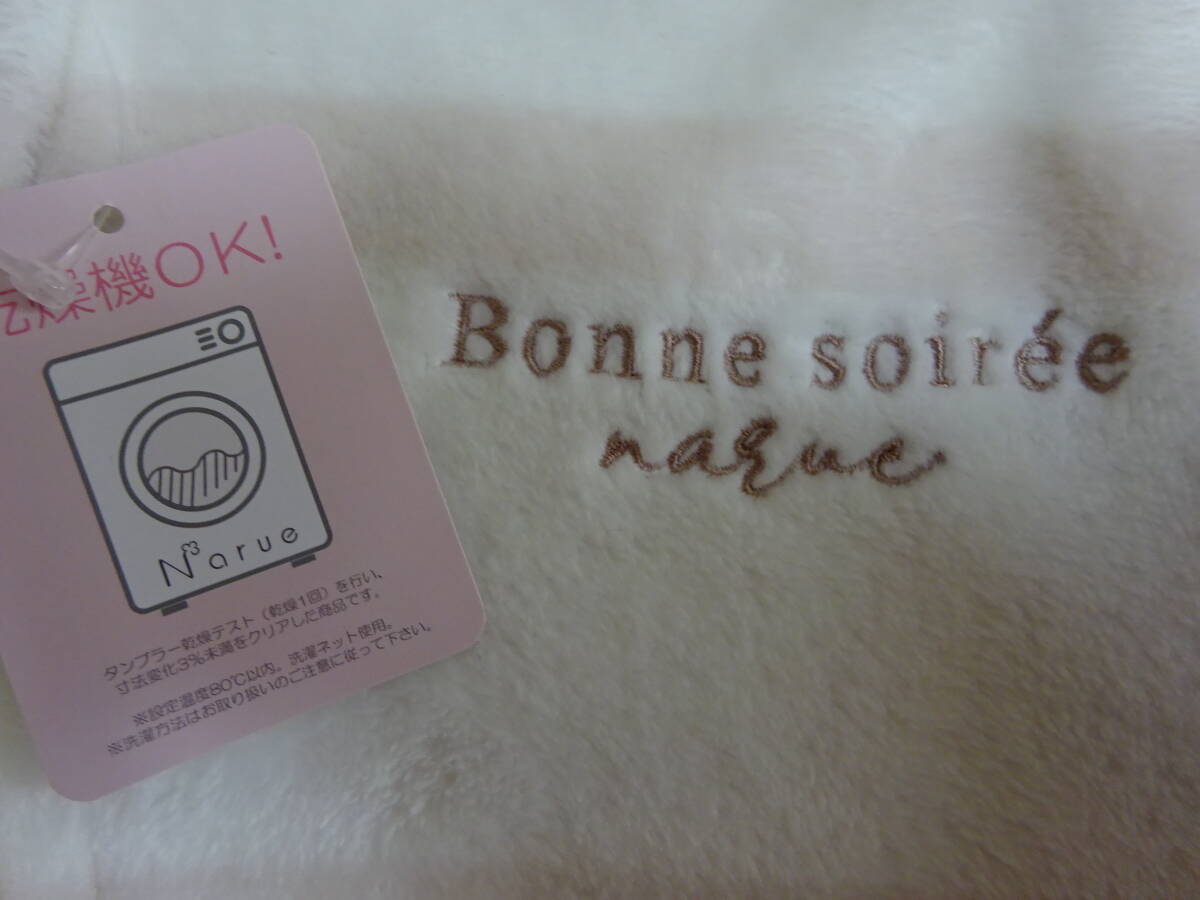 乾燥機OK!
Narue
タンブラー乾燥テスト（乾燥1回）を行い、
寸法変化3%未満をクリアした商品です。
※設定温度80℃以内。洗濯ネット使用。
※洗濯方法はお取り扱いのご注意に従って下さい。
Bonne soirée
narue